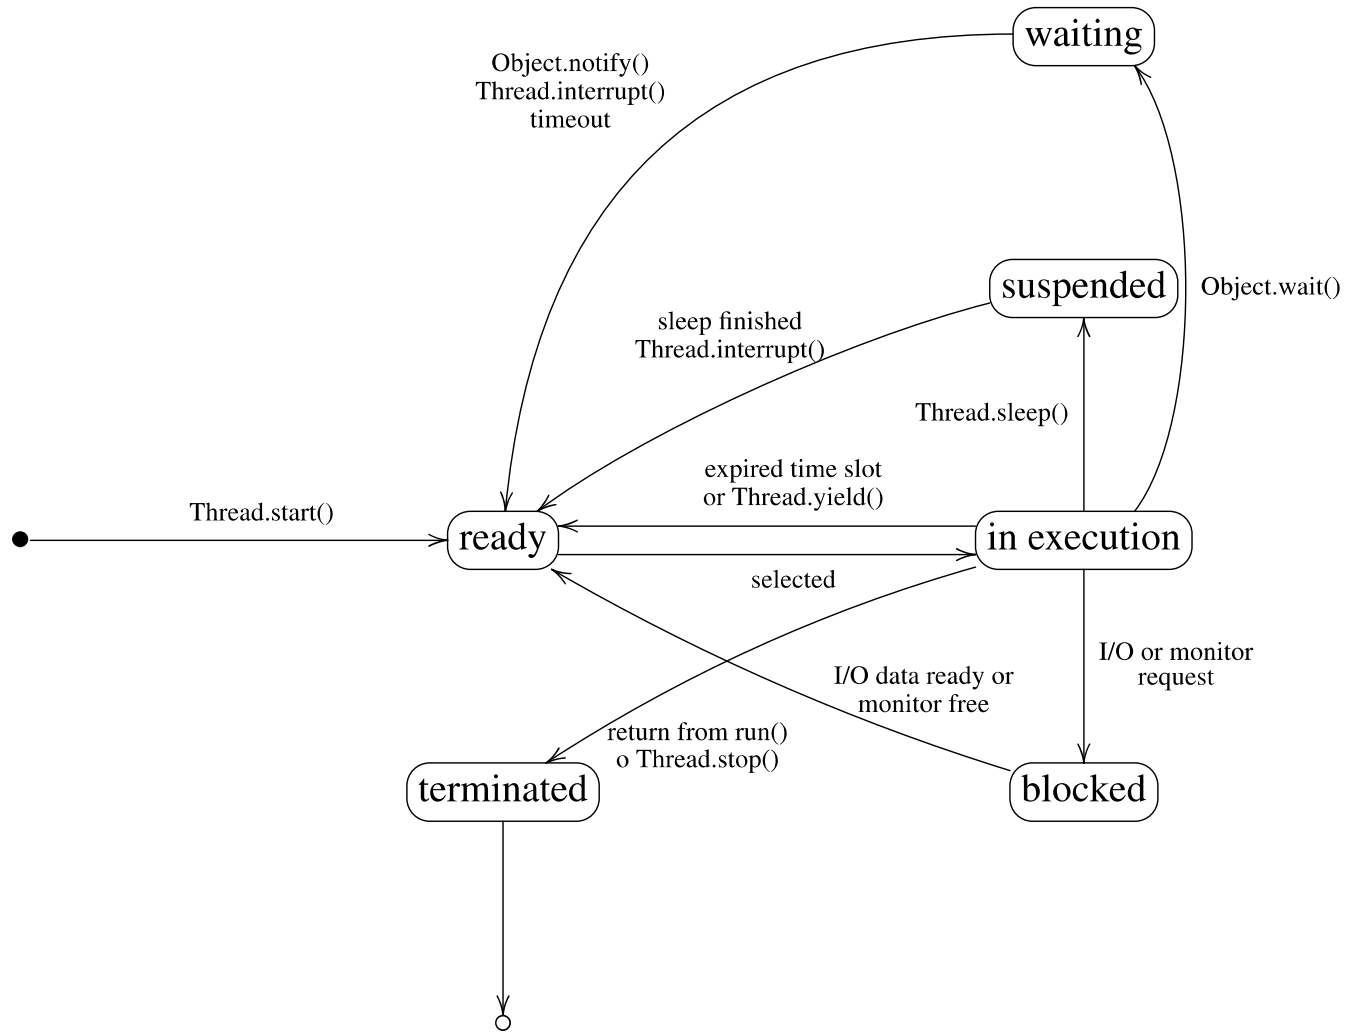 waiting
Object.notify()
Thread.interrupt()
timeout
suspended
Object.wait()
sleep finished
Thread.interrupt()
Thread.sleep()
expired time slot
or Thread.yield()
Thread.start()
ready
in execution
selected
I/O or monitor
request
I/O data ready or
monitor free
return from run()
o Thread.stop()
terminated
blocked